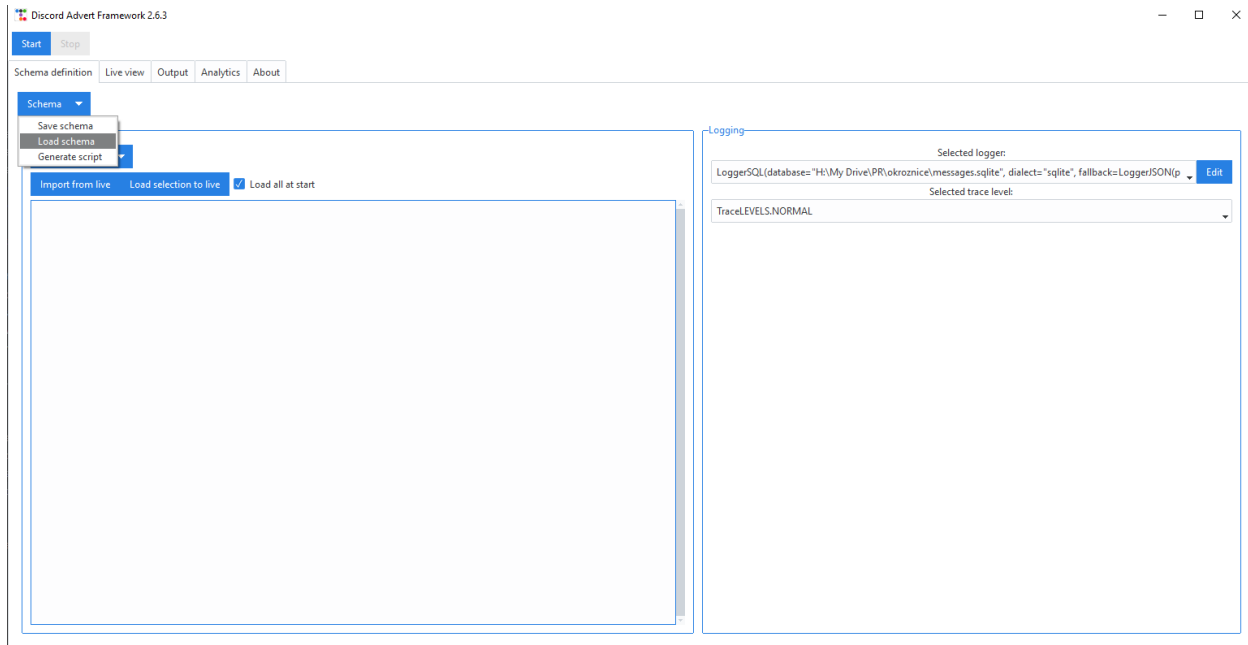 Discord Advert Framework 2.6.3
Start Stop
Schema definition Live view Output Analytics About
Schema
Save schema
Load schema
Generate script
Import from live Load selection to live Load all at start
Logging
Selected logger:
LoggerSQL(database="H:\My Drive\PR\okroznice\messages.sqlite", dialect="sqlite", fallback=LoggerJSON(p Edit
Selected trace level:
TraceLEVELS.NORMAL